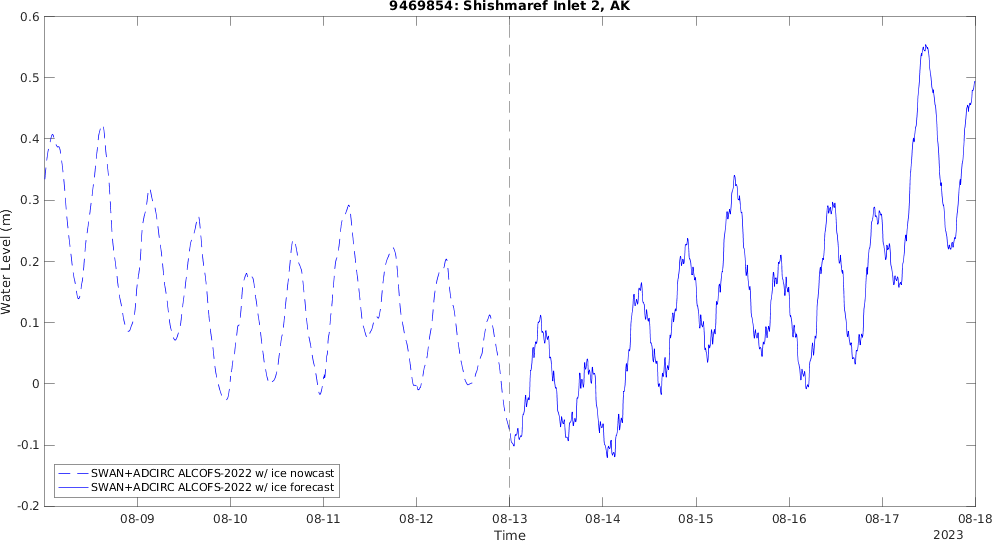 9469854: Shishmaref Inlet 2, AK
0.6
0.5
0.4
0.3
0.2
0.1
0
-0.1
-0.2
Water Level (m)
SWAN+ADCIRC ALCOFS-2022 w/ ice nowcast
SWAN+ADCIRC ALCOFS-2022 w/ ice forecast
08-09 08-10 08-11 08-12 08-13 08-14 08-15 08-16 08-17 08-18
Time
2023